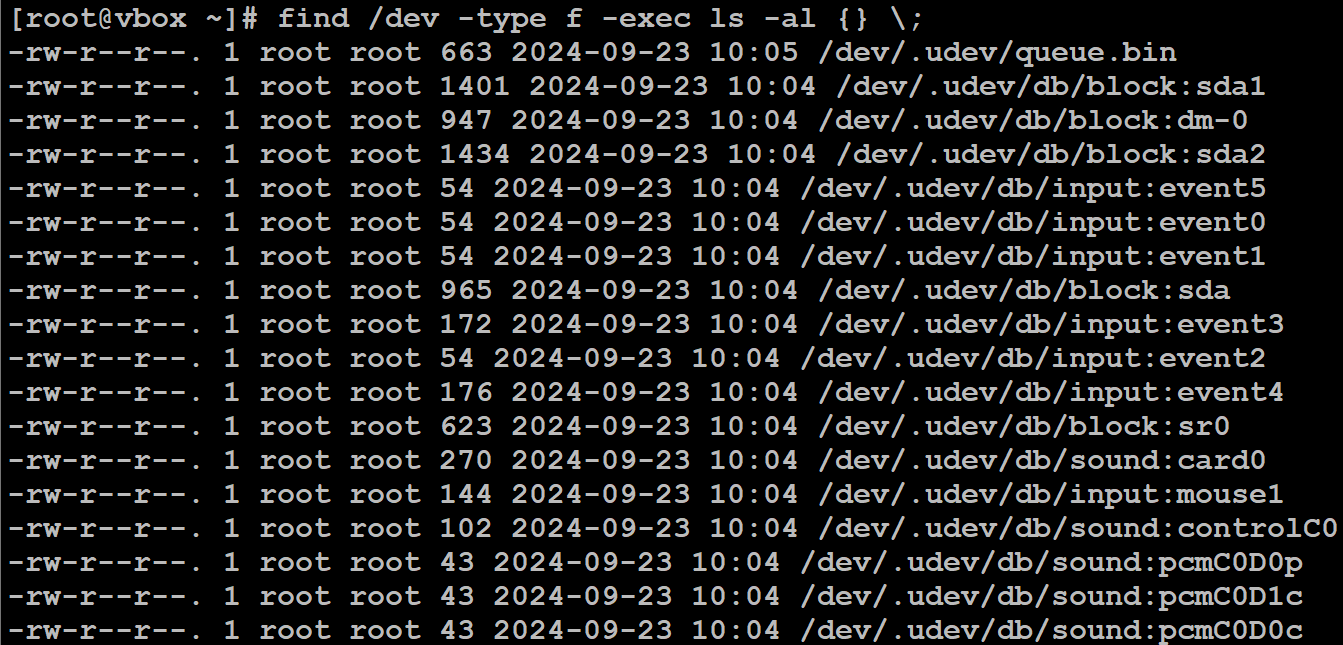 [root@vbox ~]# find /dev -type f -exec ls -al {} \;
-rw-r--r--. 1 root root 663 2024-09-23 10:05 /dev/.udev/queue.bin
-rw-r--r--. 1 root root 1401 2024-09-23 10:04 /dev/.udev/db/block:sda1
-rw-r--r--. 1 root root 947 2024-09-23 10:04 /dev/.udev/db/block:dm-0
-rw-r--r--. 1 root root 1434 2024-09-23 10:04 /dev/.udev/db/block:sda2
-rw-r--r--. 1 root root 54 2024-09-23 10:04 /dev/.udev/db/input:event5
-rw-r--r--. 1 root root 54 2024-09-23 10:04 /dev/.udev/db/input:event0
-rw-r--r--. 1 root root 54 2024-09-23 10:04 /dev/.udev/db/input:event1
-rw-r--r--. 1 root root 965 2024-09-23 10:04 /dev/.udev/db/block:sda
-rw-r--r--. 1 root root 172 2024-09-23 10:04 /dev/.udev/db/input:event3
-rw-r--r--. 1 root root 54 2024-09-23 10:04 /dev/.udev/db/input:event2
-rw-r--r--. 1 root root 176 2024-09-23 10:04 /dev/.udev/db/input:event4
-rw-r--r--. 1 root root 623 2024-09-23 10:04 /dev/.udev/db/block:sr0
-rw-r--r--. 1 root root 270 2024-09-23 10:04 /dev/.udev/db/sound:card0
-rw-r--r--. 1 root root 144 2024-09-23 10:04 /dev/.udev/db/input:mouse1
-rw-r--r--. 1 root root 102 2024-09-23 10:04 /dev/.udev/db/sound:controlC0
-rw-r--r--. 1 root root 43 2024-09-23 10:04 /dev/.udev/db/sound:pcmC0D0p
-rw-r--r--. 1 root root 43 2024-09-23 10:04 /dev/.udev/db/sound:pcmC0D1c
-rw-r--r--. 1 root root 43 2024-09-23 10:04 /dev/.udev/db/sound:pcmC0D0c